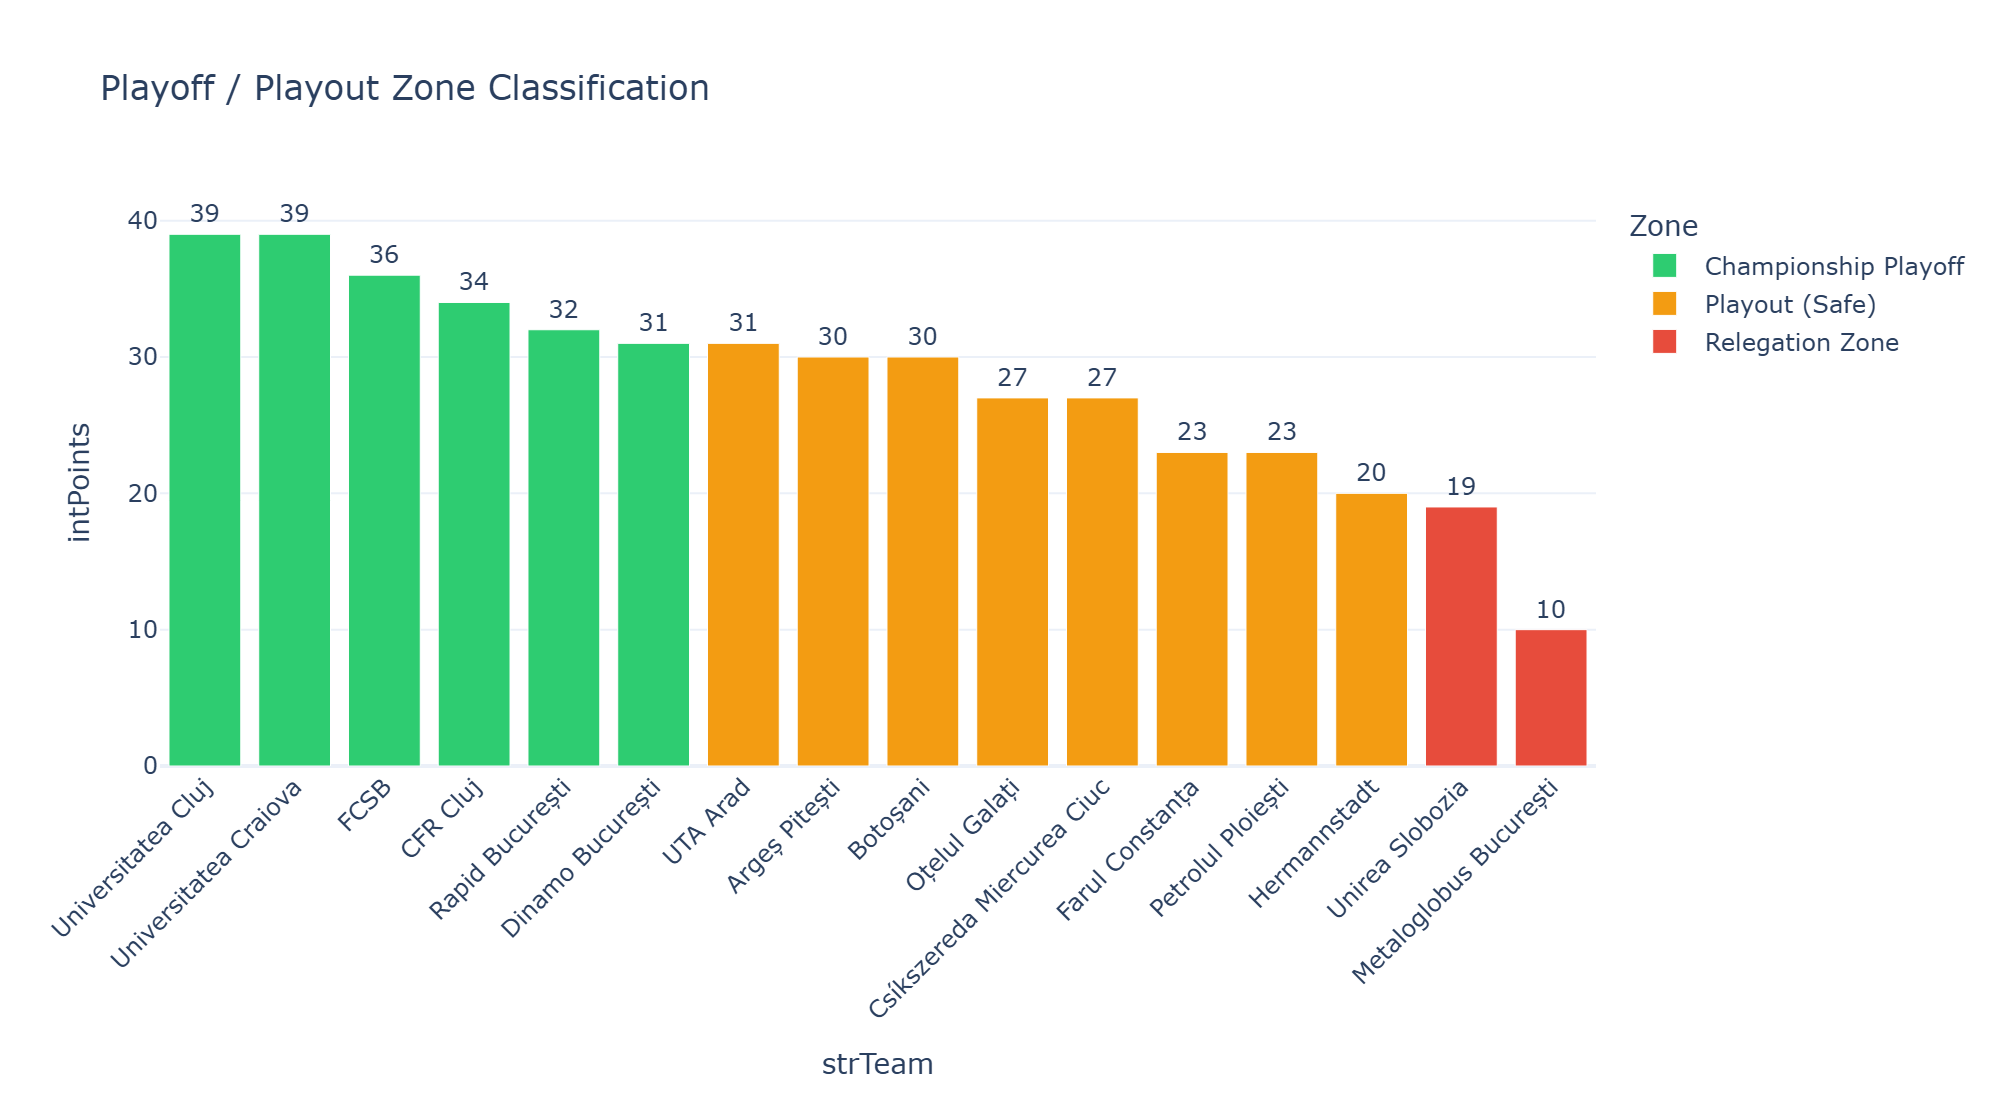 Playoff / Playout Zone Classification
39
39
36
34
32
31
31
30
30
27
27
23
23
20
19
10
40
30
20
10
0
intPoints
Universitatea Cluj
Universitatea Craiova
FCSB
CFR Cluj
Rapid București
Dinamo București
UTA Arad
Argeș Pitești
Botoșani
Oțelul Galați
Csíkszereda Miercurea Ciuc
Farul Constanța
Petrolul Ploiești
Hermannstadt
Unirea Slobozia
Metaloglobus București
strTeam
Zone
Championship Playoff
Playout (Safe)
Relegation Zone